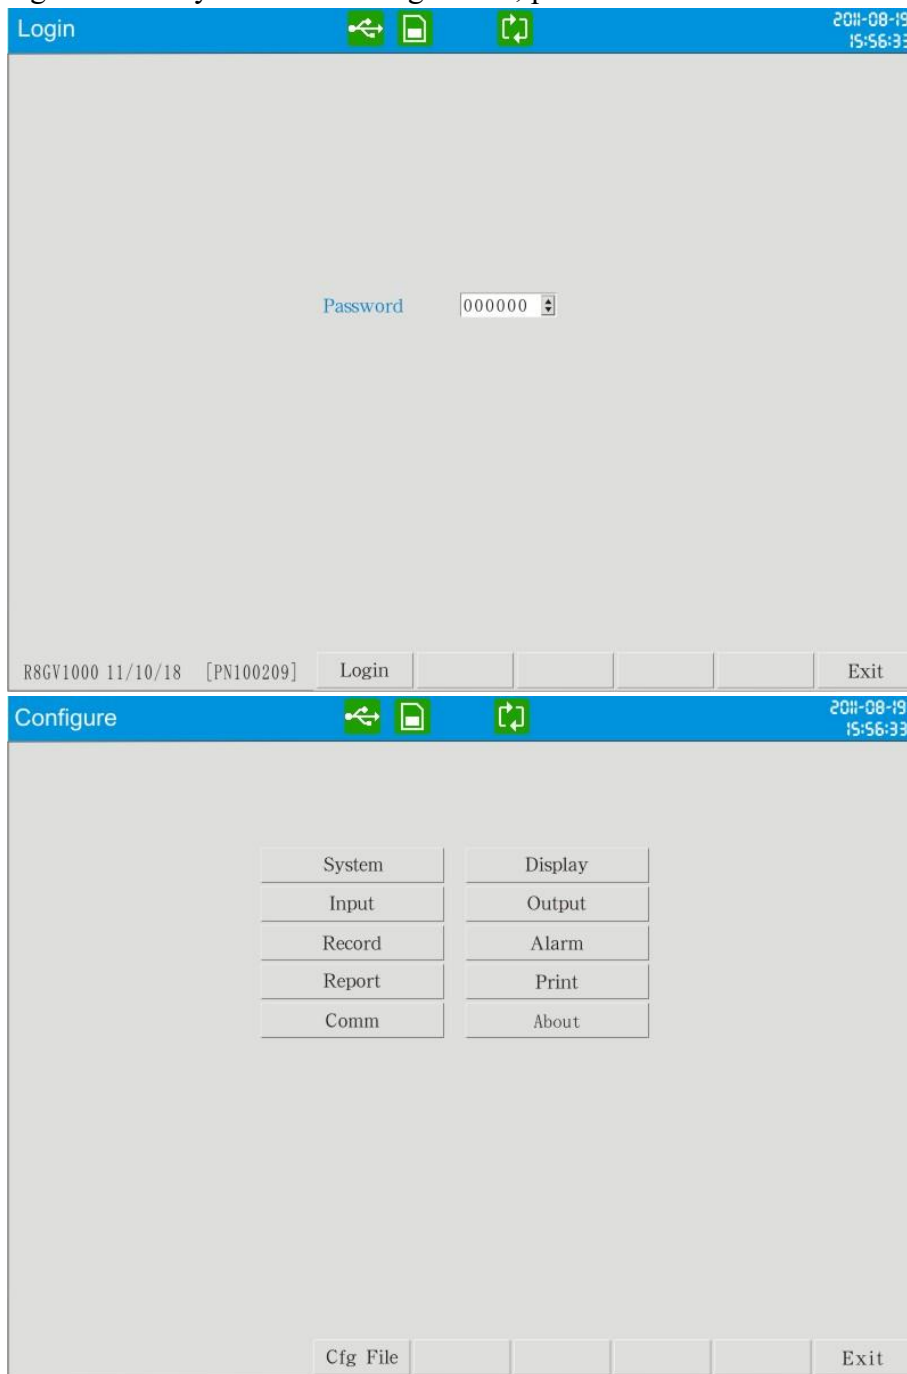 Login
2011-08-19
15:56:33
Password 000000
R8GV1000 11/10/18 [PN100209] Login Exit
Configure
2011-08-19
15:56:33
System Display
Input Output
Record Alarm
Report Print
Comm About
Cfg File Exit